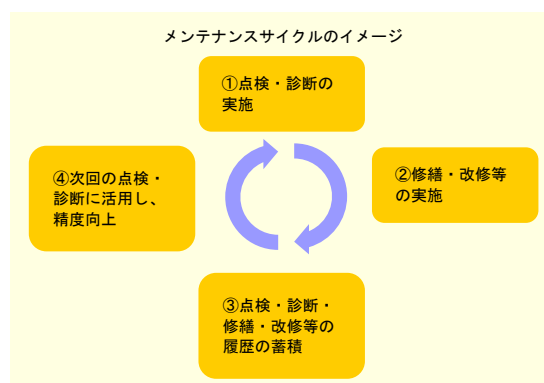 メンテナンスサイクルのイメージ
①点検・診断の
実施
②修繕・改修等
の実施
③点検・診断・
修繕・改修等の
履歴の蓄積
④次回の点検・
診断に活用し、
精度向上